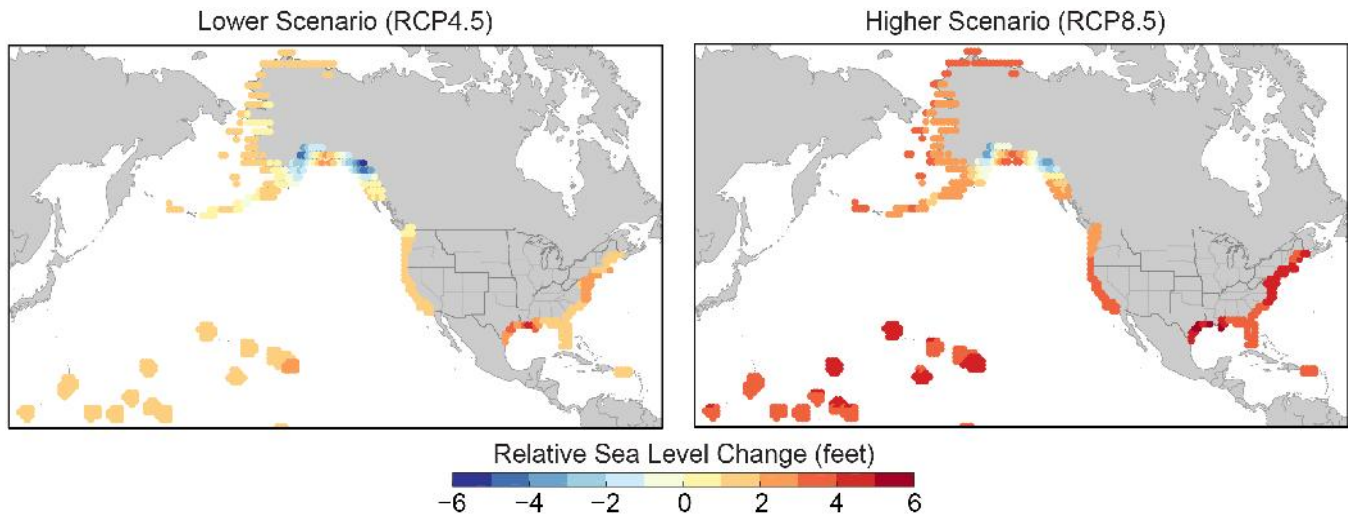 Lower Scenario (RCP4.5)
Higher Scenario (RCP8.5)
Relative Sea Level Change (feet)
−6 −4 −2 0 2 4 6